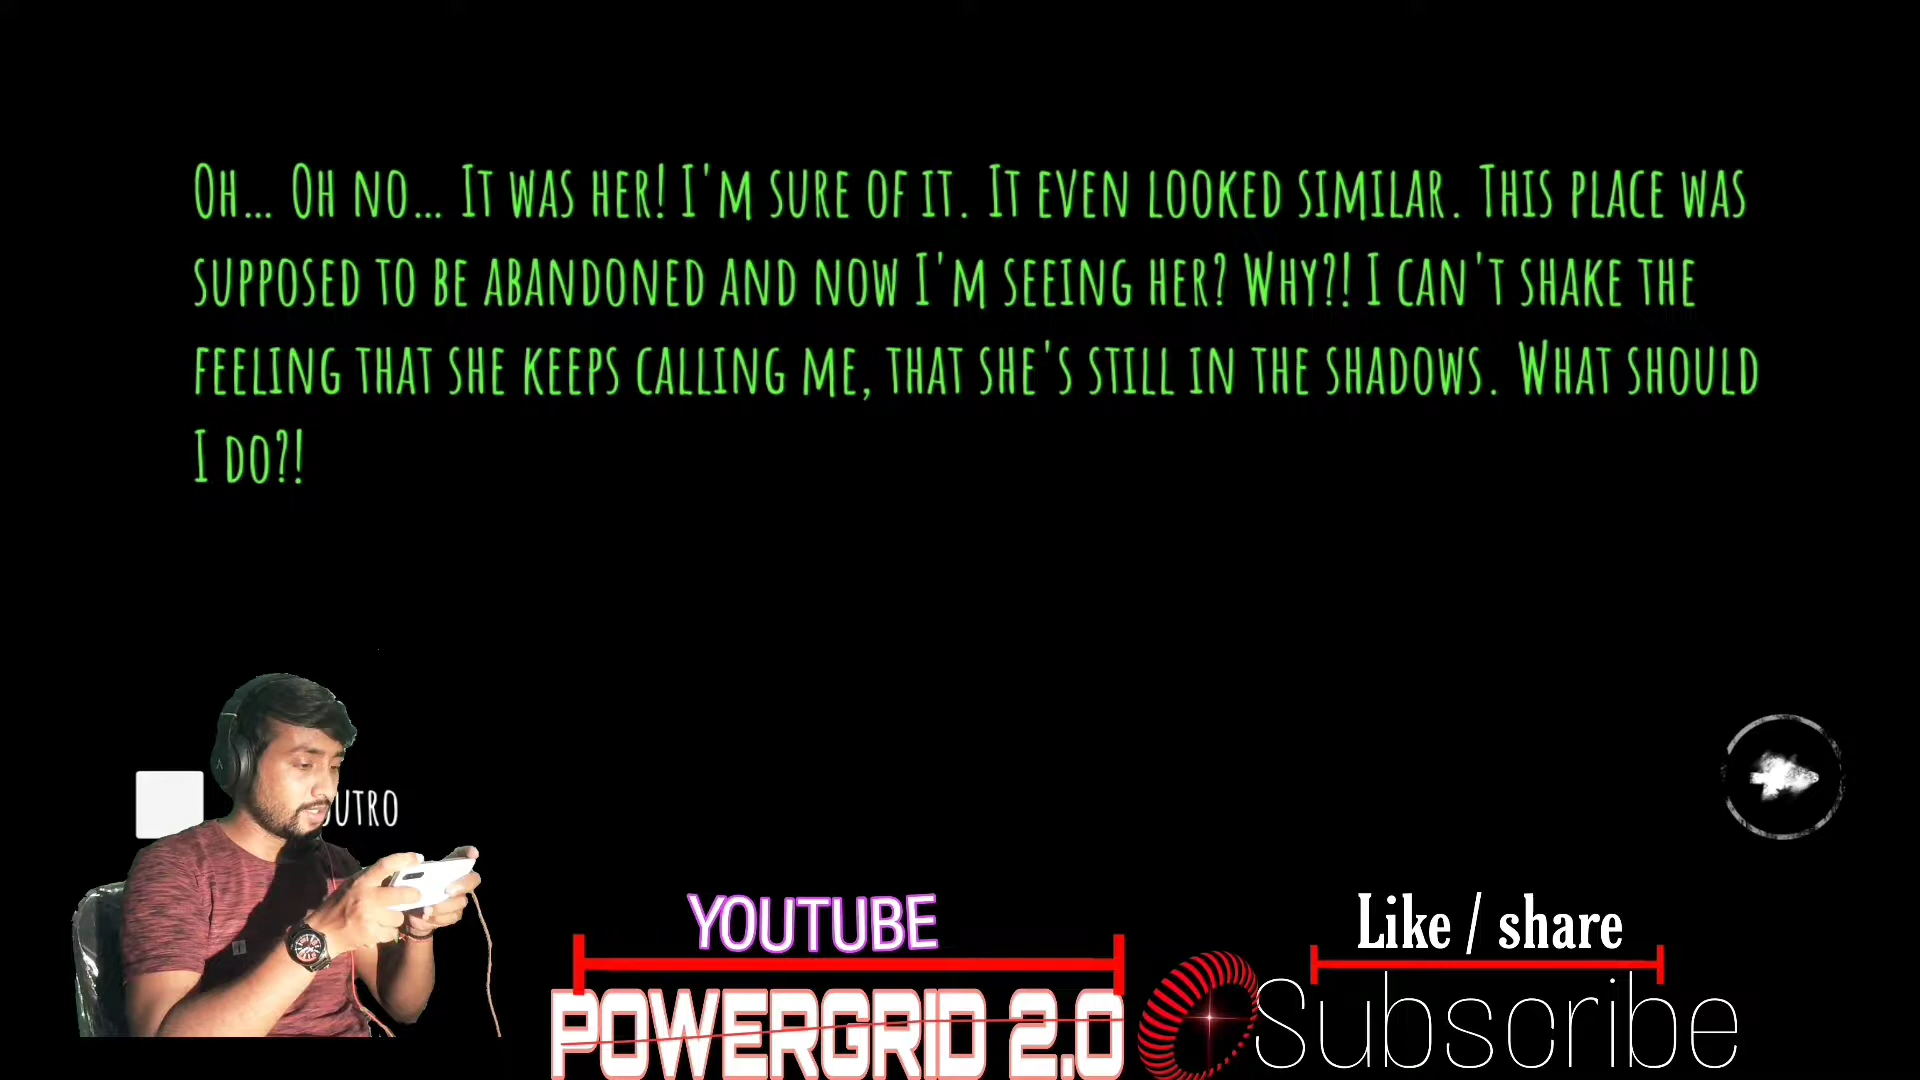 Oh... Oh no... It was her! I'm sure of it. It even looked similar. This place was
supposed to be abandoned and now I'm seeing her? Why?! I can't shake the
feeling that she keeps calling me, that she's still in the shadows. What should
I do?!
YOUTUBE
Like / share
POWERGRID 2.0
Subscribe